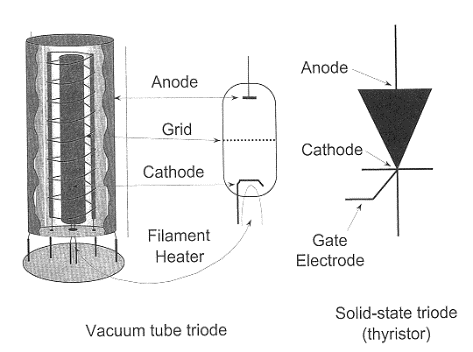 Anode
Grid
Cathode
Filament
Heater
Vacuum tube triode
Anode
Cathode
Gate
Electrode
Solid-state triode
(thyristor)